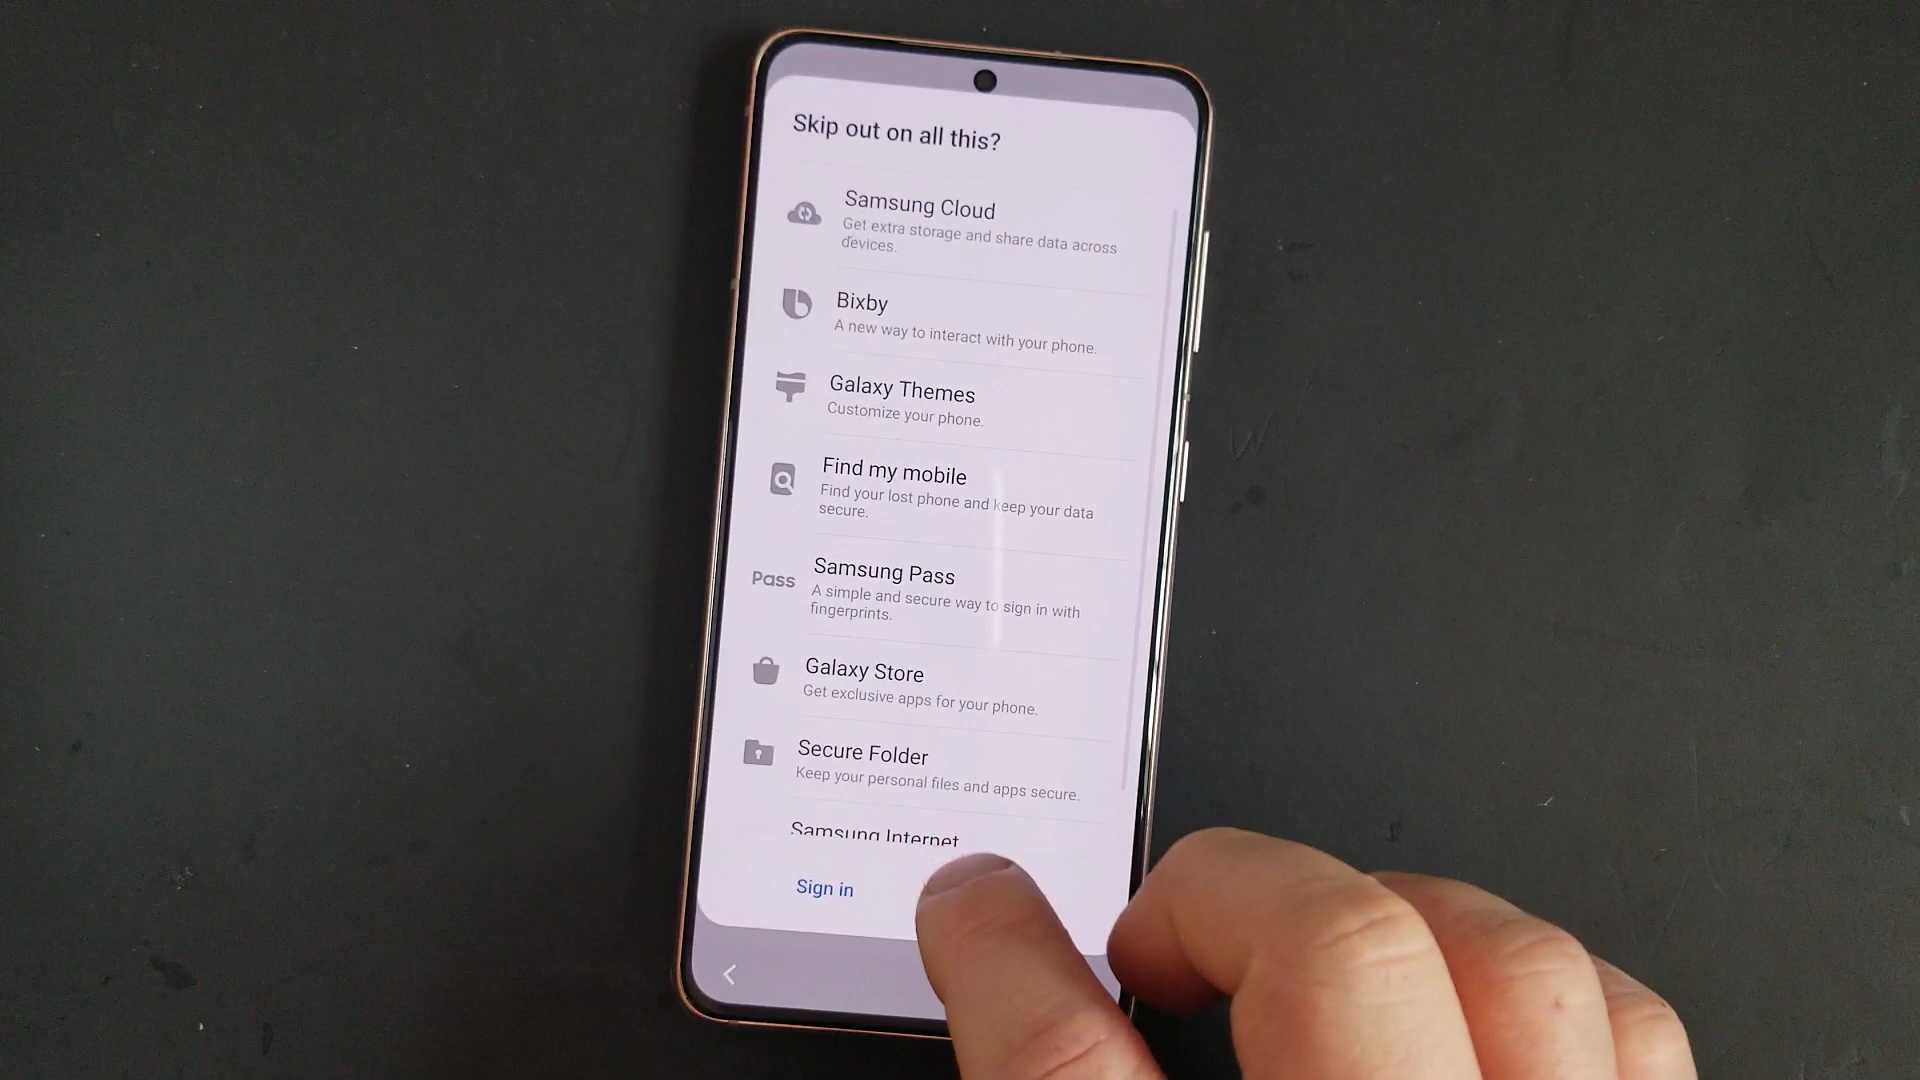 Skip out on all this?
Samsung Cloud
Get extra storage and share data across
devices.
Bixby
A new way to interact with your phone.
Galaxy Themes
Customize your phone.
Find my mobile
Find your lost phone and keep your data
secure.
Pass
Samsung Pass
A simple and secure way to sign in with
fingerprints.
Galaxy Store
Get exclusive apps for your phone.
Secure Folder
Keep your personal files and apps secure.
Samsung Internet
Sign in